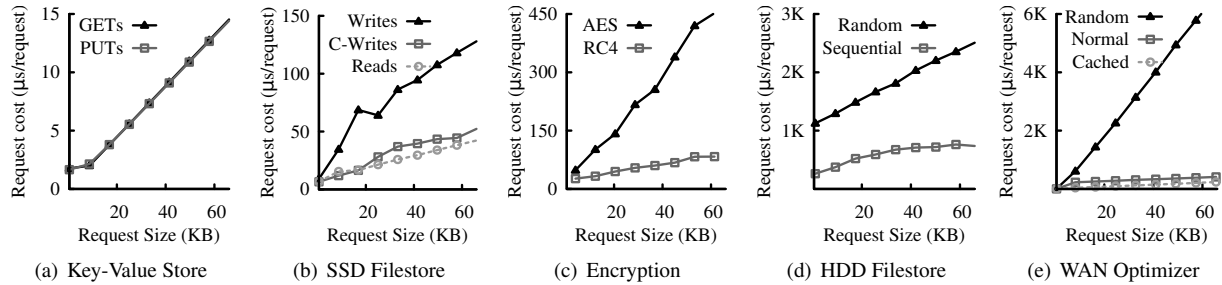 Request cost (µs/request)
15
10
5
0
GETs
PUTs
20 40 60
Request Size (KB)
(a) Key-Value Store
Request cost (µs/request)
150
100
50
0
Writes
C-Writes
Reads
20 40 60
Request Size (KB)
(b) SSD Filestore
Request cost (µs/request)
450
300
150
0
AES
RC4
20 40 60
Request Size (KB)
(c) Encryption
Request cost (µs/request)
3K
2K
1K
Random
Sequential
20 40 60
Request Size (KB)
(d) HDD Filestore
Request cost (µs/request)
6K
4K
2K
0
Random
Normal
Cached
20 40 60
Request Size (KB)
(e) WAN Optimizer